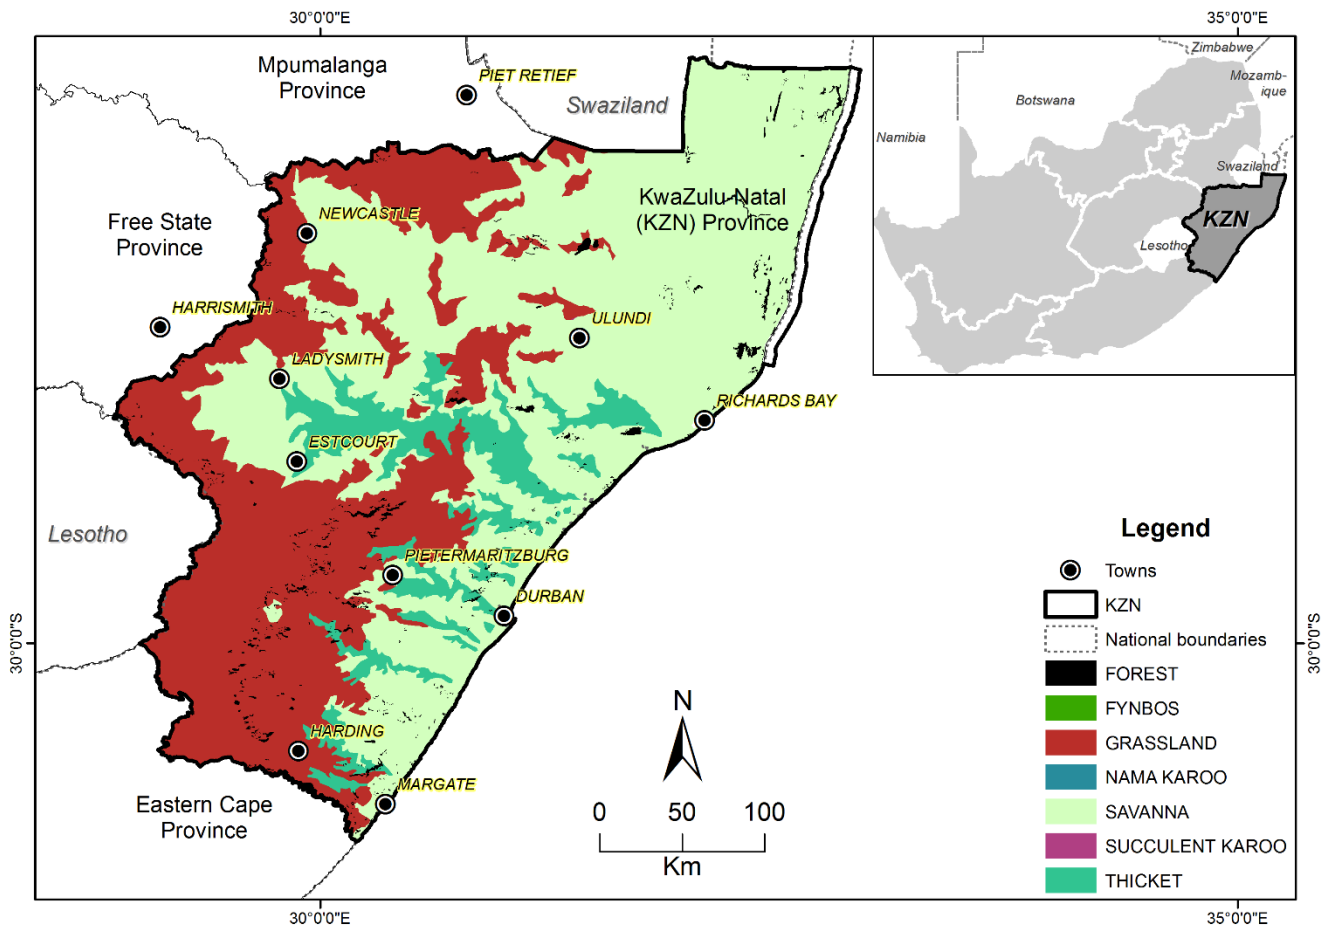 30°0'0"E
35°0'0"E
Mpumalanga
Province
PIET RETIEF
Swaziland
Zimbabwe
Mozamb-
ique
Botswana
Namibia
Swaziland
KZN
Lesotho
Free State
Province
NEWCASTLE
KwaZulu-Natal
(KZN) Province
HARRISMITH
ULUNDI
LADYSMITH
RICHARDS BAY
ESTCOURT
Lesotho
PIETERMARITZBURG
DURBAN
30°0'0"S
30°0'0"S
HARDING
MARGATE
Eastern Cape
Province
N
0 50 100
Km
Legend
Towns
KZN
National boundaries
FOREST
FYNBOS
GRASSLAND
NAMA KAROO
SAVANNA
SUCCULENT KAROO
THICKET
30°0'0"E
35°0'0"E